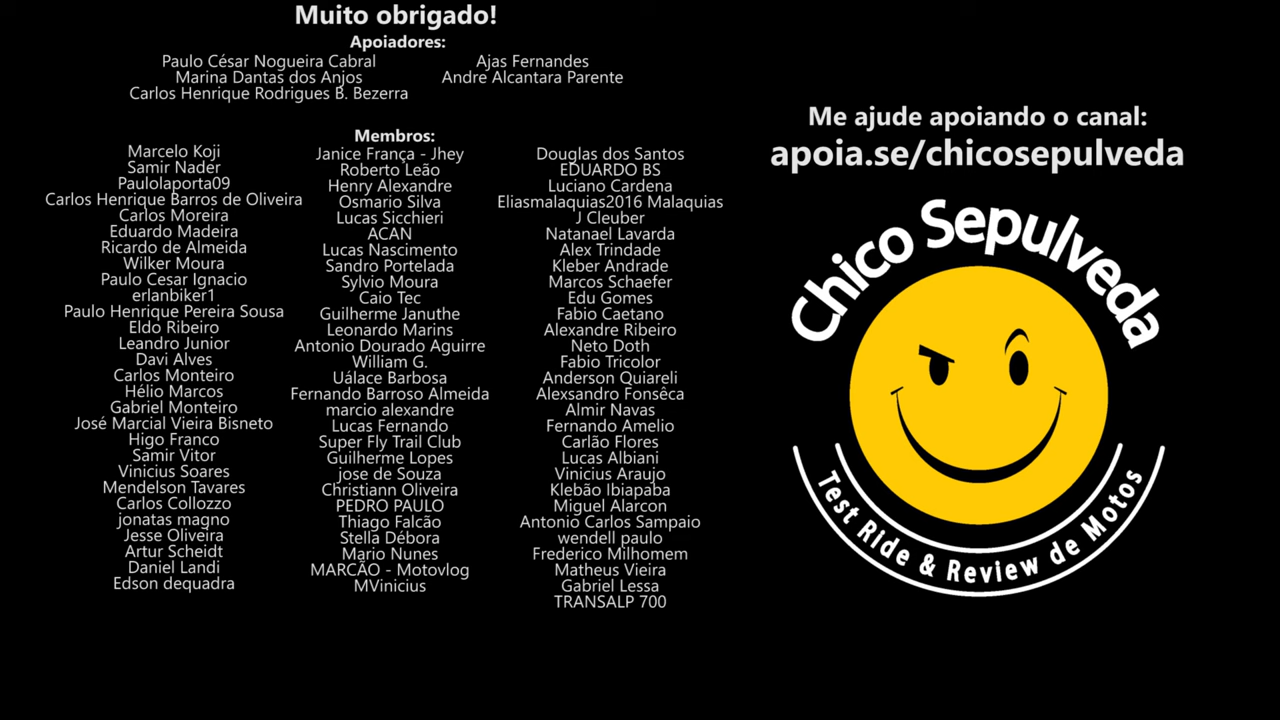 Muito obrigado!
Apoiadores:
Paulo César Nogueira Cabral
Marina Dantas dos Anjos
Carlos Henrique Rodrigues B. Bezerra
Ajas Fernandes
Andre Alcantara Parente
Membros:
Marcelo Koji
Samir Nader
Paulolaporta09
Carlos Henrique Barros de Oliveira
Carlos Moreira
Eduardo Madeira
Ricardo de Almeida
Wilker Moura
Paulo Cesar Ignacio
erlanbiker1
Paulo Henrique Pereira Sousa
Eldo Ribeiro
Leandro Junior
Davi Alves
Carlos Monteiro
Hélio Marcos
Gabriel Monteiro
José Marcial Vieira Bisneto
Higo Franco
Samir Vitor
Vinicius Soares
Mendelson Tavares
Carlos Collozzo
jonatas magno
Jesse Oliveira
Artur Scheidt
Daniel Landi
Edson dequadra
Janice França - Jhey
Roberto Leão
Henry Alexandre
Osmario Silva
Lucas Sicchieri
ACAN
Lucas Nascimento
Sandro Portelada
Sylvio Moura
Caio Tec
Guilherme Januthe
Leonardo Marins
Antonio Dourado Aguirre
William G.
Uálace Barbosa
Fernando Barroso Almeida
marcio alexandre
Lucas Fernando
Super Fly Trail Club
Guilherme Lopes
jose de Souza
Christiann Oliveira
PEDRO PAULO
Thiago Falcão
Stella Débora
Mario Nunes
MARCÃO - Motovlog
MVinicius
Douglas dos Santos
EDUARDO BS
Luciano Cardena
Eliasmalaquias2016 Malaquias
J Cleuber
Natanael Lavarda
Alex Trindade
Kleber Andrade
Marcos Schaefer
Edu Gomes
Fabio Caetano
Alexandre Ribeiro
Neto Doth
Fabio Tricolor
Anderson Quiareli
Alexsandro Fonsêca
Almir Navas
Fernando Amelio
Carlão Flores
Lucas Albiani
Vinicius Araujo
Klebão Ibiapaba
Miguel Alarcon
Antonio Carlos Sampaio
wendell paulo
Frederico Milhomem
Matheus Vieira
Gabriel Lessa
TRANSALP 700
Me ajude apoiando o canal:
apoia.se/chicosepulveda
Chico Sepulveda
Test Ride & Review de Motos